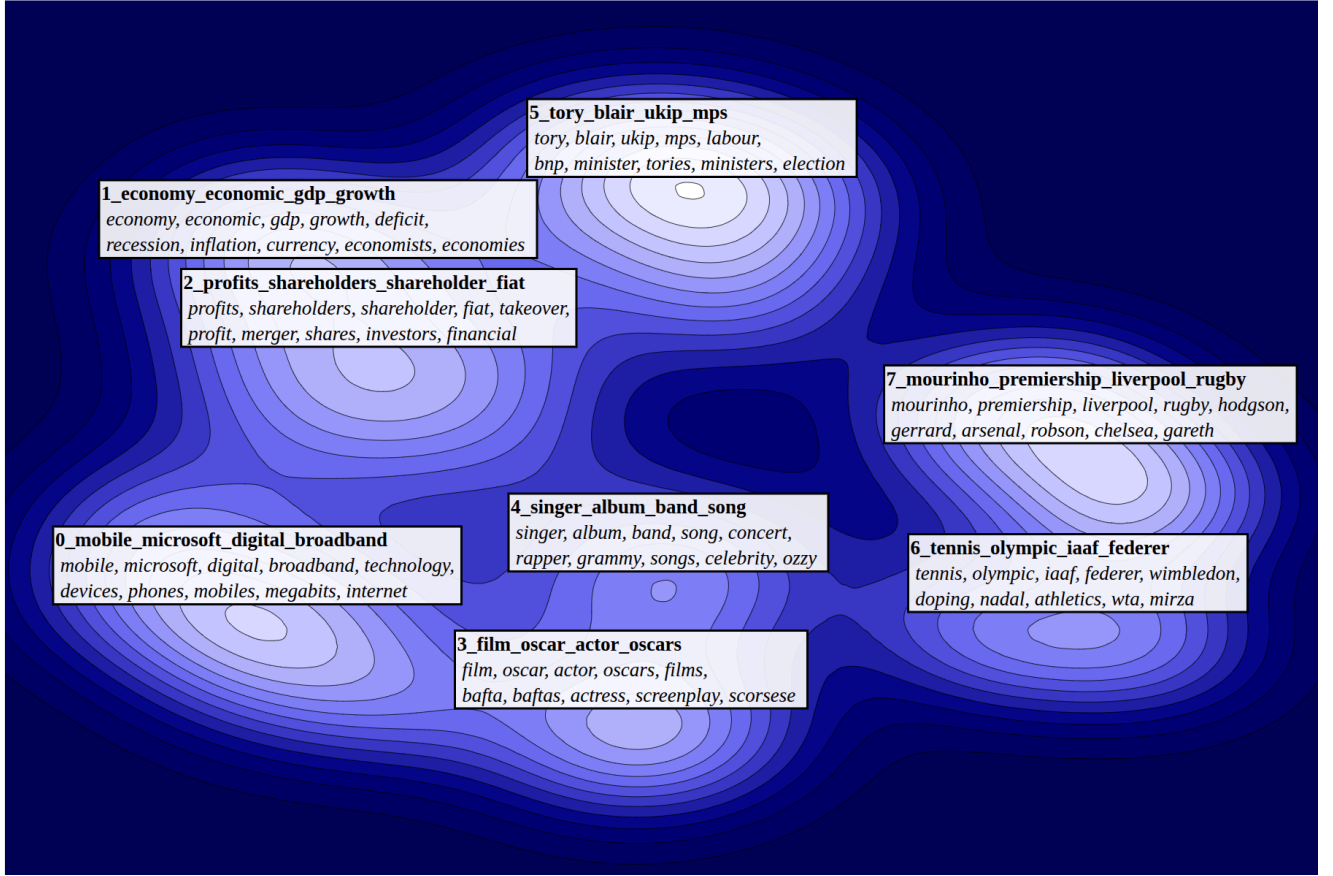 5_tory_blair_ukip_mps
tory, blair, ukip, mps, labour,
bnp, minister, tories, ministers, election
1_economy_economic_gdp_growth
economy, economic, gdp, growth, deficit,
recession, inflation, currency, economists, economies
2_profits_shareholders_shareholder_fiat
profits, shareholders, shareholder, fiat, takeover,
profit, merger, shares, investors, financial
7_mourinho_premiership_liverpool_rugby
mourinho, premiership, liverpool, rugby, hodgson,
gerrard, arsenal, robson, chelsea, gareth
4_singer_album_band_song
singer, album, band, song, concert,
rapper, grammy, songs, celebrity, ozzy
0_mobile_microsoft_digital_broadband
mobile, microsoft, digital, broadband, technology,
devices, phones, mobiles, megabits, internet
6_tennis_olympic_iaaf_federer
tennis, olympic, iaaf, federer, wimbledon,
doping, nadal, athletics, wta, mirza
3_film_oscar_actor_oscars
film, oscar, actor, oscars, films,
bafta, baftas, actress, screenplay, scorsese